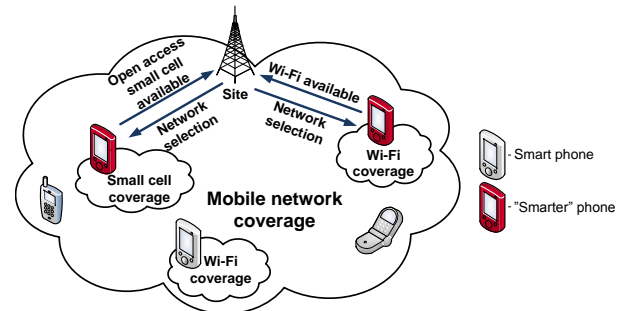 Open access
small cell
available
Network
selection
Site
Wi-Fi available
Network
selection
Small cell
coverage
Wi-Fi
coverage
Mobile network
coverage
Wi-Fi
coverage
- Smart phone
- "Smarter" phone